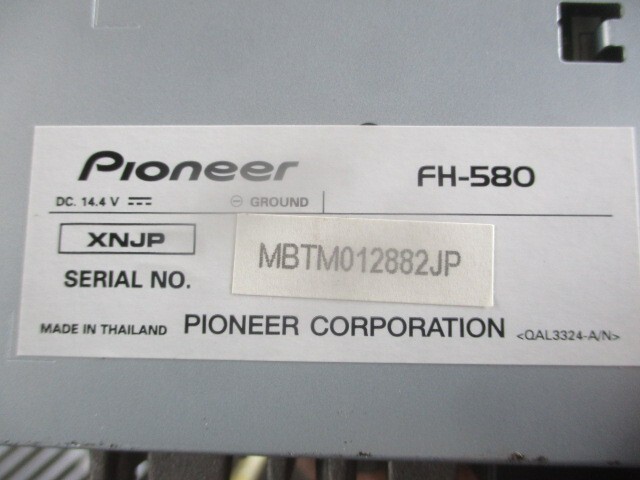 Pioneer FH-580
DC. 14.4 V ⎓ ⊖ GROUND
XNJP
SERIAL NO. MBTM012882JP
MADE IN THAILAND PIONEER CORPORATION <QAL3324-A/N>